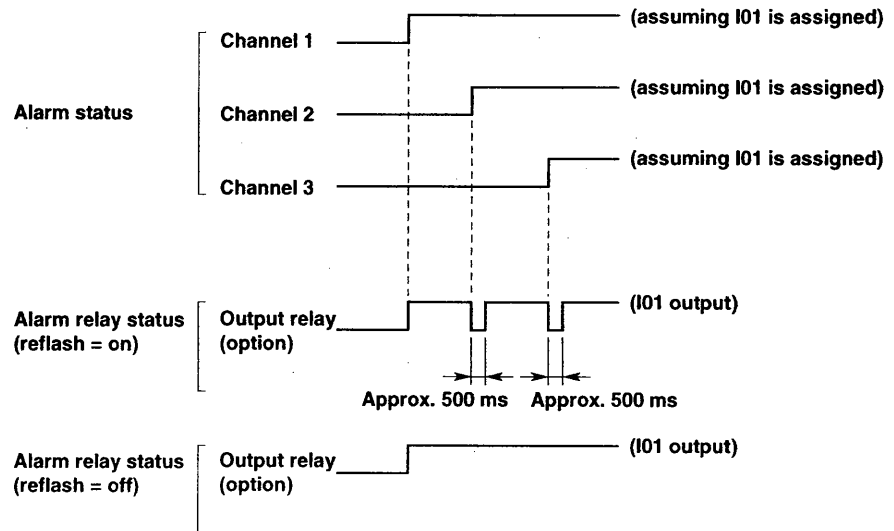 Channel 1 (assuming I01 is assigned)
Alarm status Channel 2 (assuming I01 is assigned)
Channel 3 (assuming I01 is assigned)
Alarm relay status Output relay (I01 output)
(reflash = on) (option)
Approx. 500 ms Approx. 500 ms
Alarm relay status Output relay (I01 output)
(reflash = off) (option)